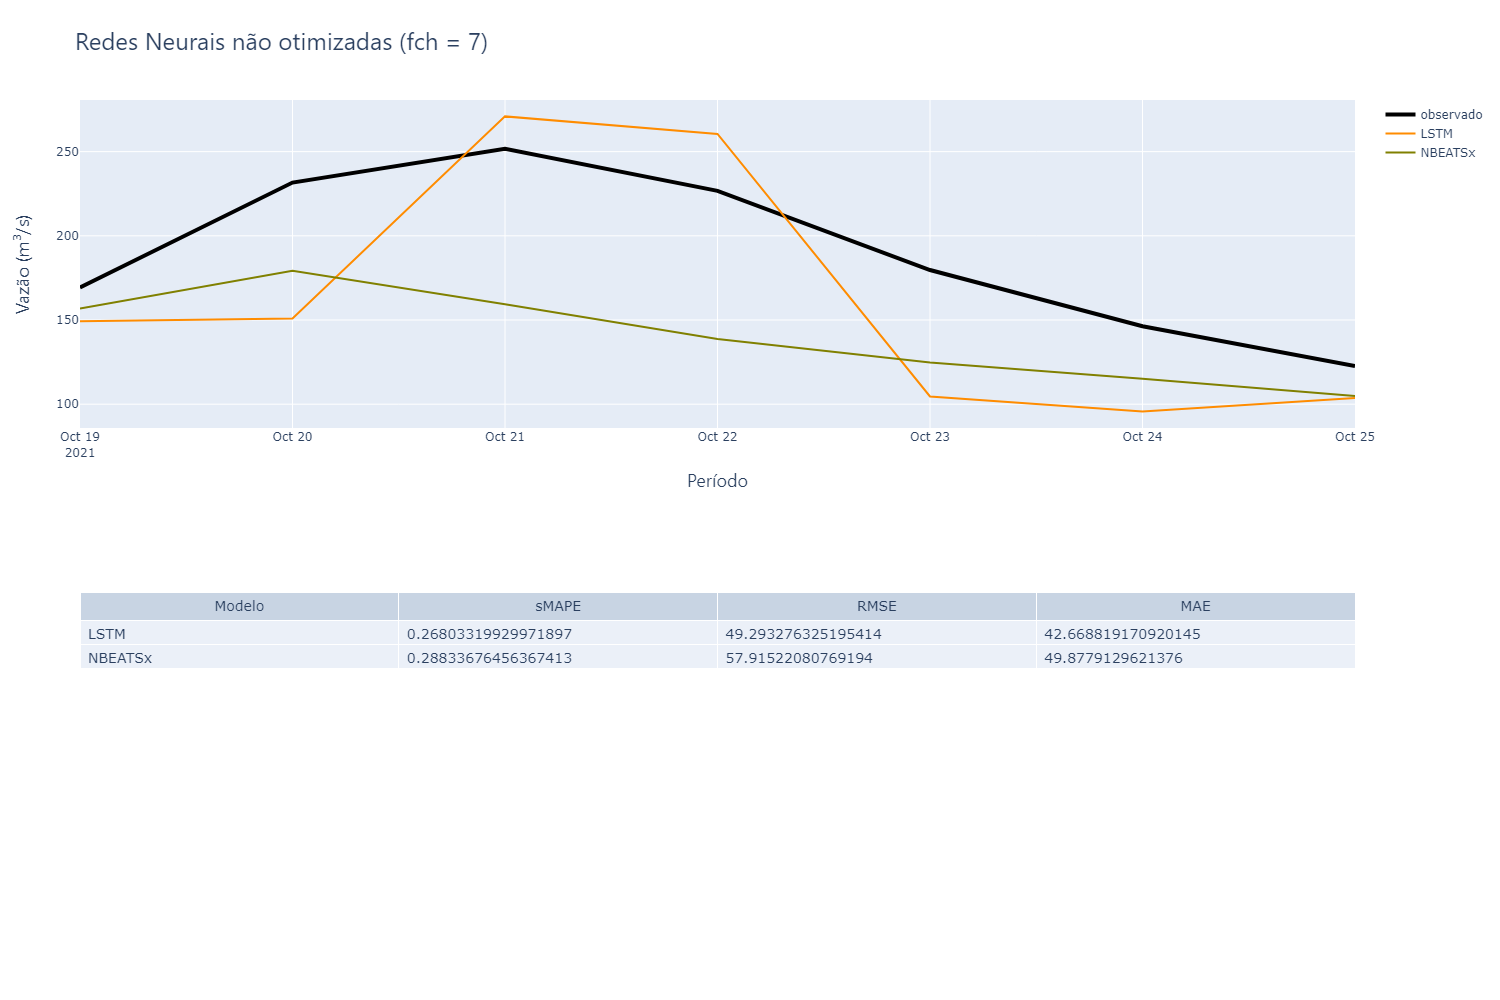 Redes Neurais não otimizadas (fch = 7)
observado
LSTM
NBEATSx
Vazão (m³/s)
250
200
150
100
Oct 19 Oct 20 Oct 21 Oct 22 Oct 23 Oct 24 Oct 25
2021
Período
Modelo sMAPE RMSE MAE
LSTM 0.26803319929971897 49.293276325195414 42.668819170920145
NBEATSx 0.28833676456367413 57.91522080769194 49.8779129621376